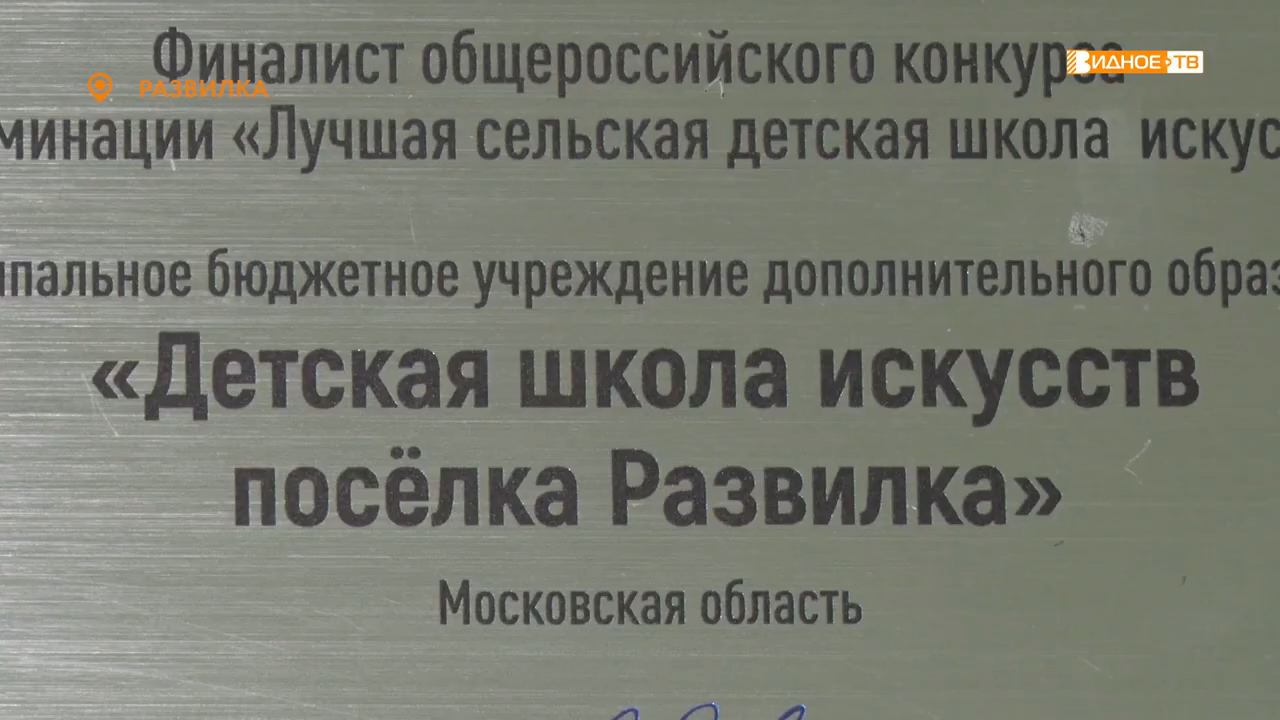 Финалист общероссийского конкурса
ВИДНОЕ ТВ
РАЗВИЛКА
минации «Лучшая сельская детская школа искус
ипальное бюджетное учреждение дополнительного образ
«Детская школа искусств
посёлка Развилка»
Московская область